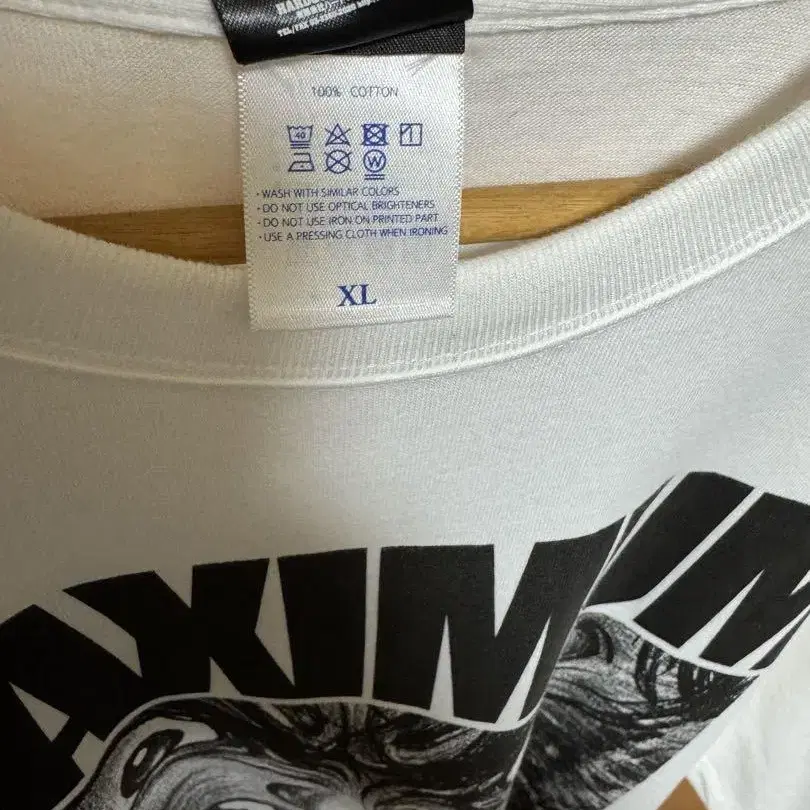 100% COTTON
40
W
・WASH WITH SIMILAR COLORS
・DO NOT USE OPTICAL BRIGHTENERS
・DO NOT USE IRON ON PRINTED PART
・USE A PRESSING CLOTH WHEN IRONING
XL
AXIMUM